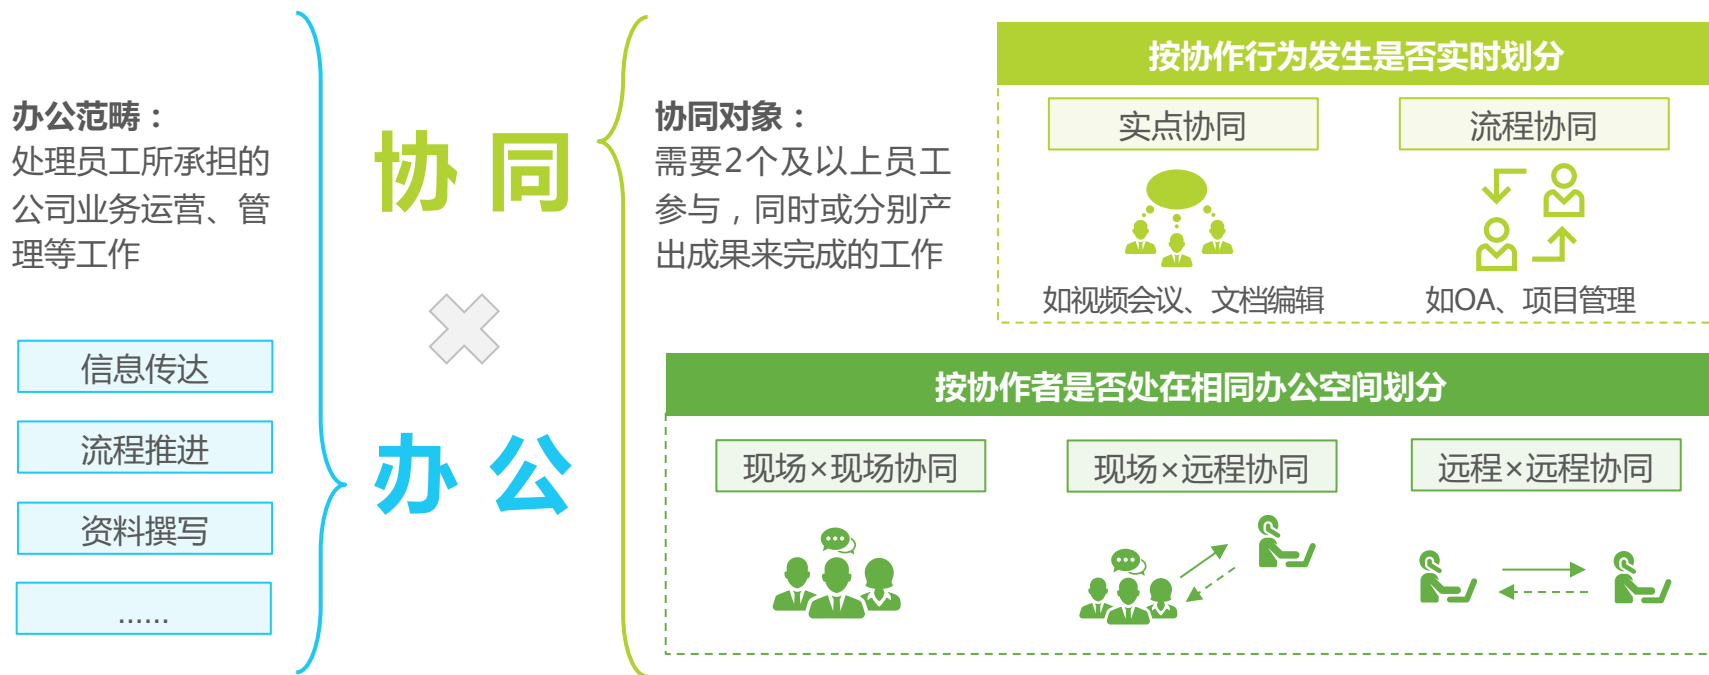 办公范畴：
处理员工所承担的
公司业务运营、管
理等工作
信息传达
流程推进
资料撰写
......
协同
办公
协同对象：
需要2个及以上员工
参与，同时或分别产
出成果来完成的工作
按协作行为发生是否实时划分
实点协同
流程协同
如视频会议、文档编辑
如OA、项目管理
按协作者是否处在相同办公空间划分
现场×现场协同
现场×远程协同
远程×远程协同